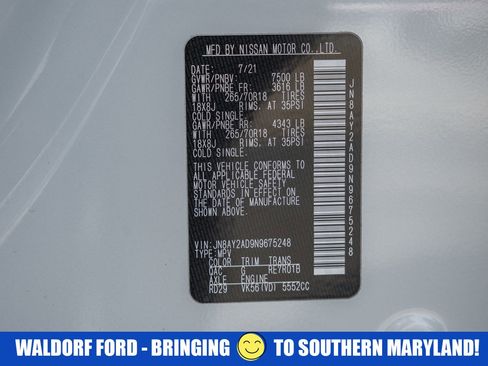 MFD BY NISSAN MOTOR CO.,LTD.
DATE: 7/21
GVWR/PNBV: 7500 LB
GAWR/PNBE FR: 3616 LB
WITH 265/70R18 TIRES
18X8J RIMS. AT 35PSI
COLD SINGLE.
GAWR/PNBE RR: 4343 LB
WITH 265/70R18 TIRES
18X8J RIMS. AT 35PSI
COLD SINGLE.
THIS VEHICLE CONFORMS TO
ALL APPLICABLE FEDERAL
MOTOR VEHICLE SAFETY
STANDARDS IN EFFECT ON
THE DATE OF MANUFACTURE
SHOWN ABOVE.
VIN: JN8AY2AD9N9675248
TYPE: MPV
COLOR TRIM TRANS
QAC G RE7R01B
AXLE ENGINE
RD29 VK56(VD) 5552CC
JN8AY2AD9N9675248
WALDORF FORD - BRINGING TO SOUTHERN MARYLAND!